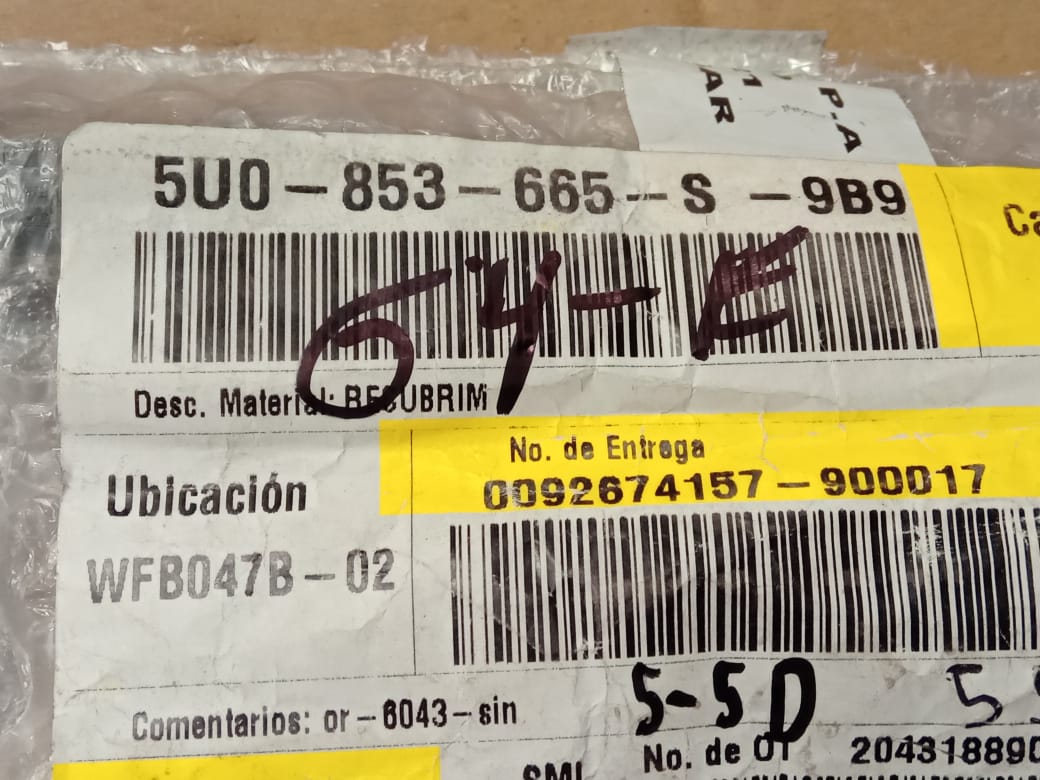 P.A
AR
5U0-853-665-S -9B9
Ca
64-E
Desc. Material: RECUBRIM
No. de Entrega
0092674157-900017
Ubicación
WFB047B-02
5-5D
Comentarios: or-6043-sin
No. de OT 204318890
SMI